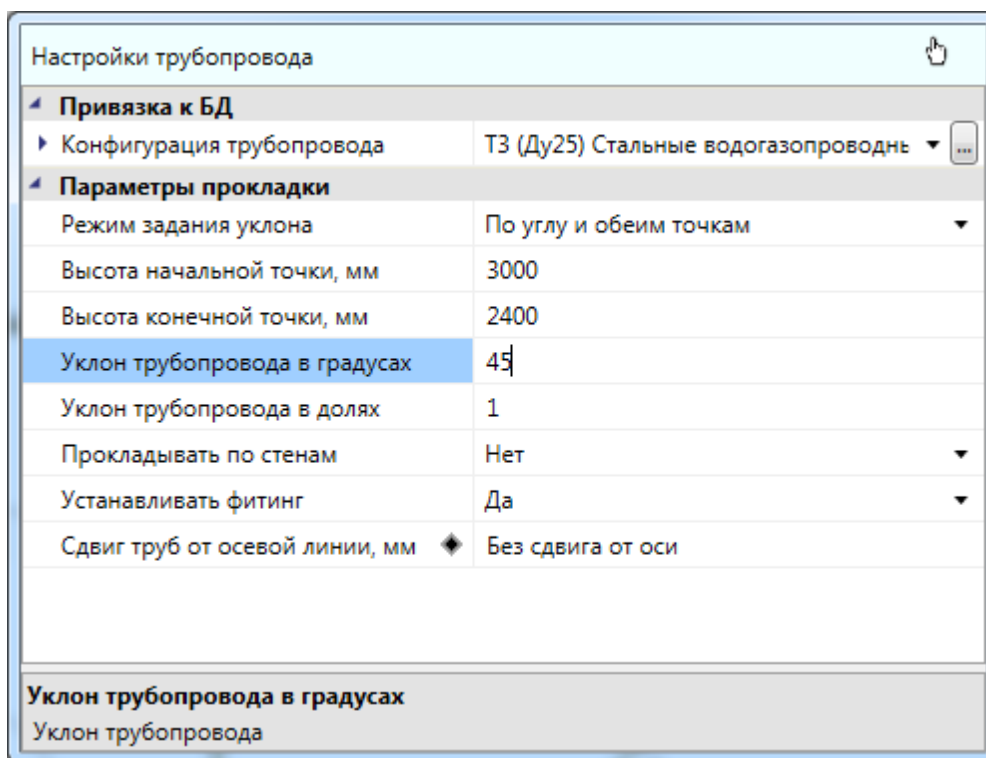 Настройки трубопровода
Привязка к БД
Конфигурация трубопровода Т3 (Ду25) Стальные водогазопроводнь ...
Параметры прокладки
Режим задания уклона По углу и обеим точкам
Высота начальной точки, мм 3000
Высота конечной точки, мм 2400
Уклон трубопровода в градусах 45
Уклон трубопровода в долях 1
Прокладывать по стенам Нет
Устанавливать фитинг Да
Сдвиг труб от осевой линии, мм Без сдвига от оси
Уклон трубопровода в градусах
Уклон трубопровода